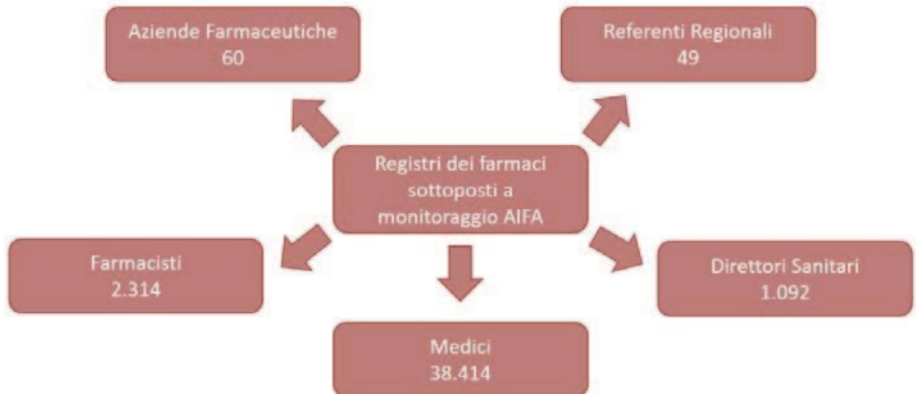 Aziende Farmaceutiche
60
Referenti Regionali
49
Registri dei farmaci
sottoposti a
monitoraggio AIFA
Farmacisti
2.314
Direttori Sanitari
1.092
Medici
38.414